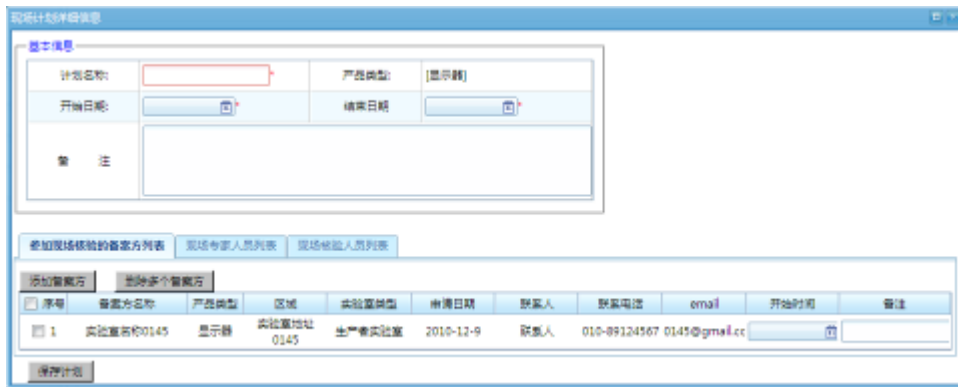 现场计划详细信息
基本信息
计划名称: * 产品类型: [显示器]
开始日期: * 结束日期 *
备 注
参加现场核验的备案方列表 现场专家人员列表 现场核验人员列表
添加备案方 删除多个备案方
序号 备案方名称 产品类型 区域 实验室类型 申请日期 联系人 联系电话 email 开始时间 备注
1 实验室名称0145 显示器 实验室地址0145 生产者实验室 2010-12-9 联系人 010-89124567 0145@gmail.cc
保存计划